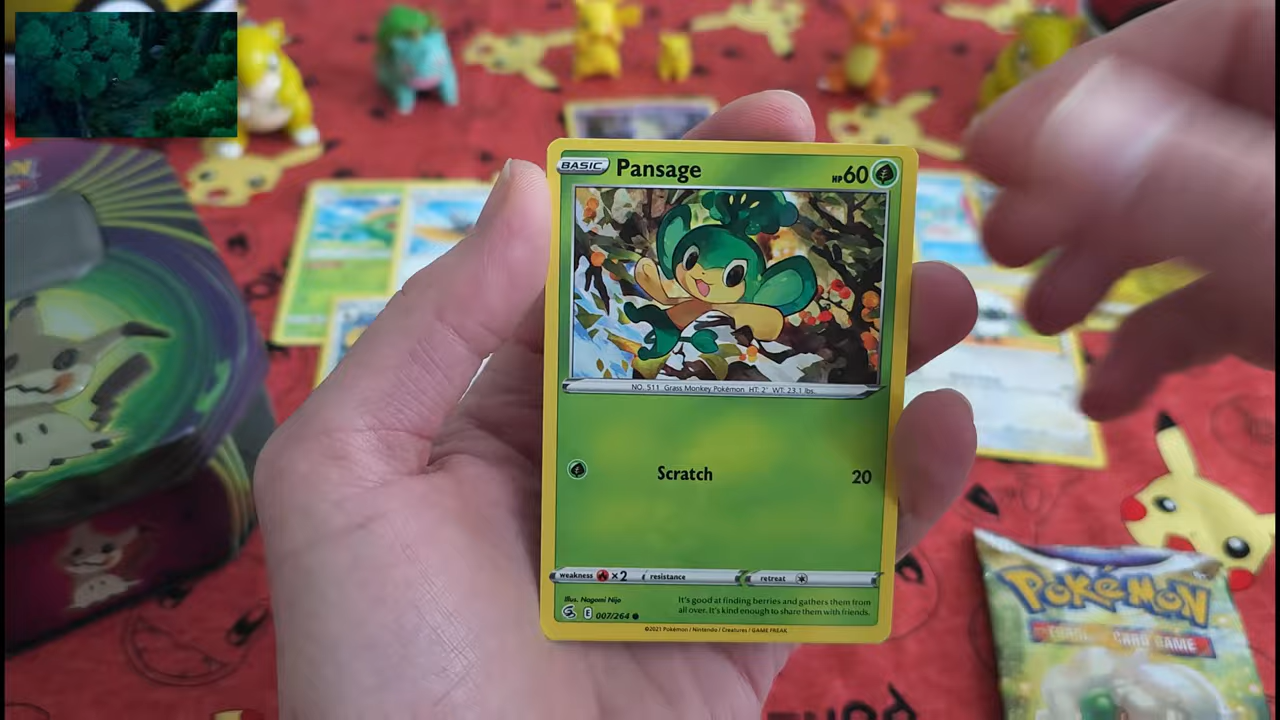 BASIC Pansage HP 60
NO. 511 Grass Monkey Pokémon HT: 2' WT: 23.1 lbs.
Scratch 20
weakness ×2 resistance retreat
Illus. Nagomi Nijo
It's good at finding berries and gathers them from
all over. It's kind enough to share them with friends.
E 007/264
©2021 Pokémon / Nintendo / Creatures / GAME FREAK
POKéMON
CARD GAME